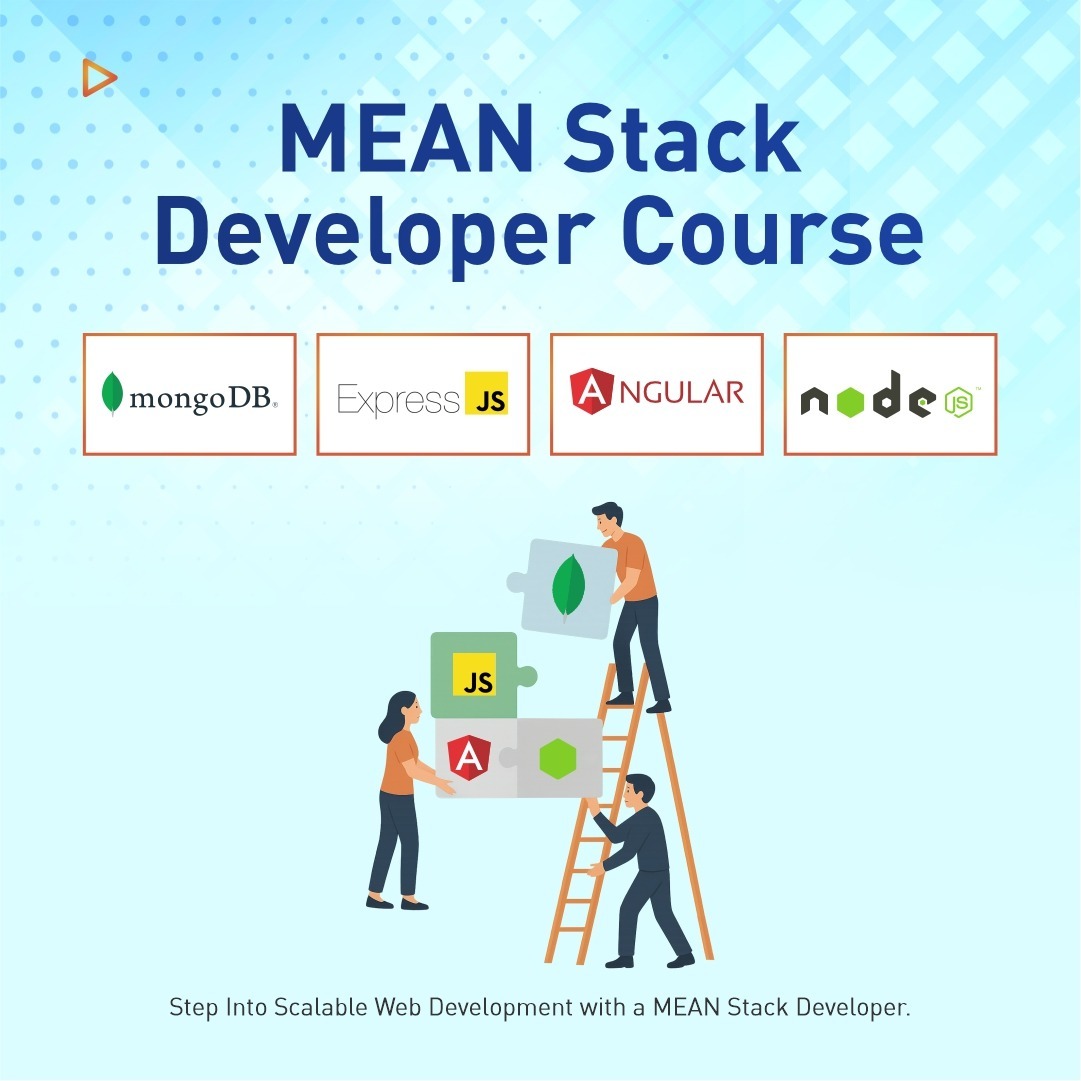 MEAN Stack
Developer Course
mongoDB®
Express JS
ANGULAR
node JS™
JS
A
Step Into Scalable Web Development with a MEAN Stack Developer.